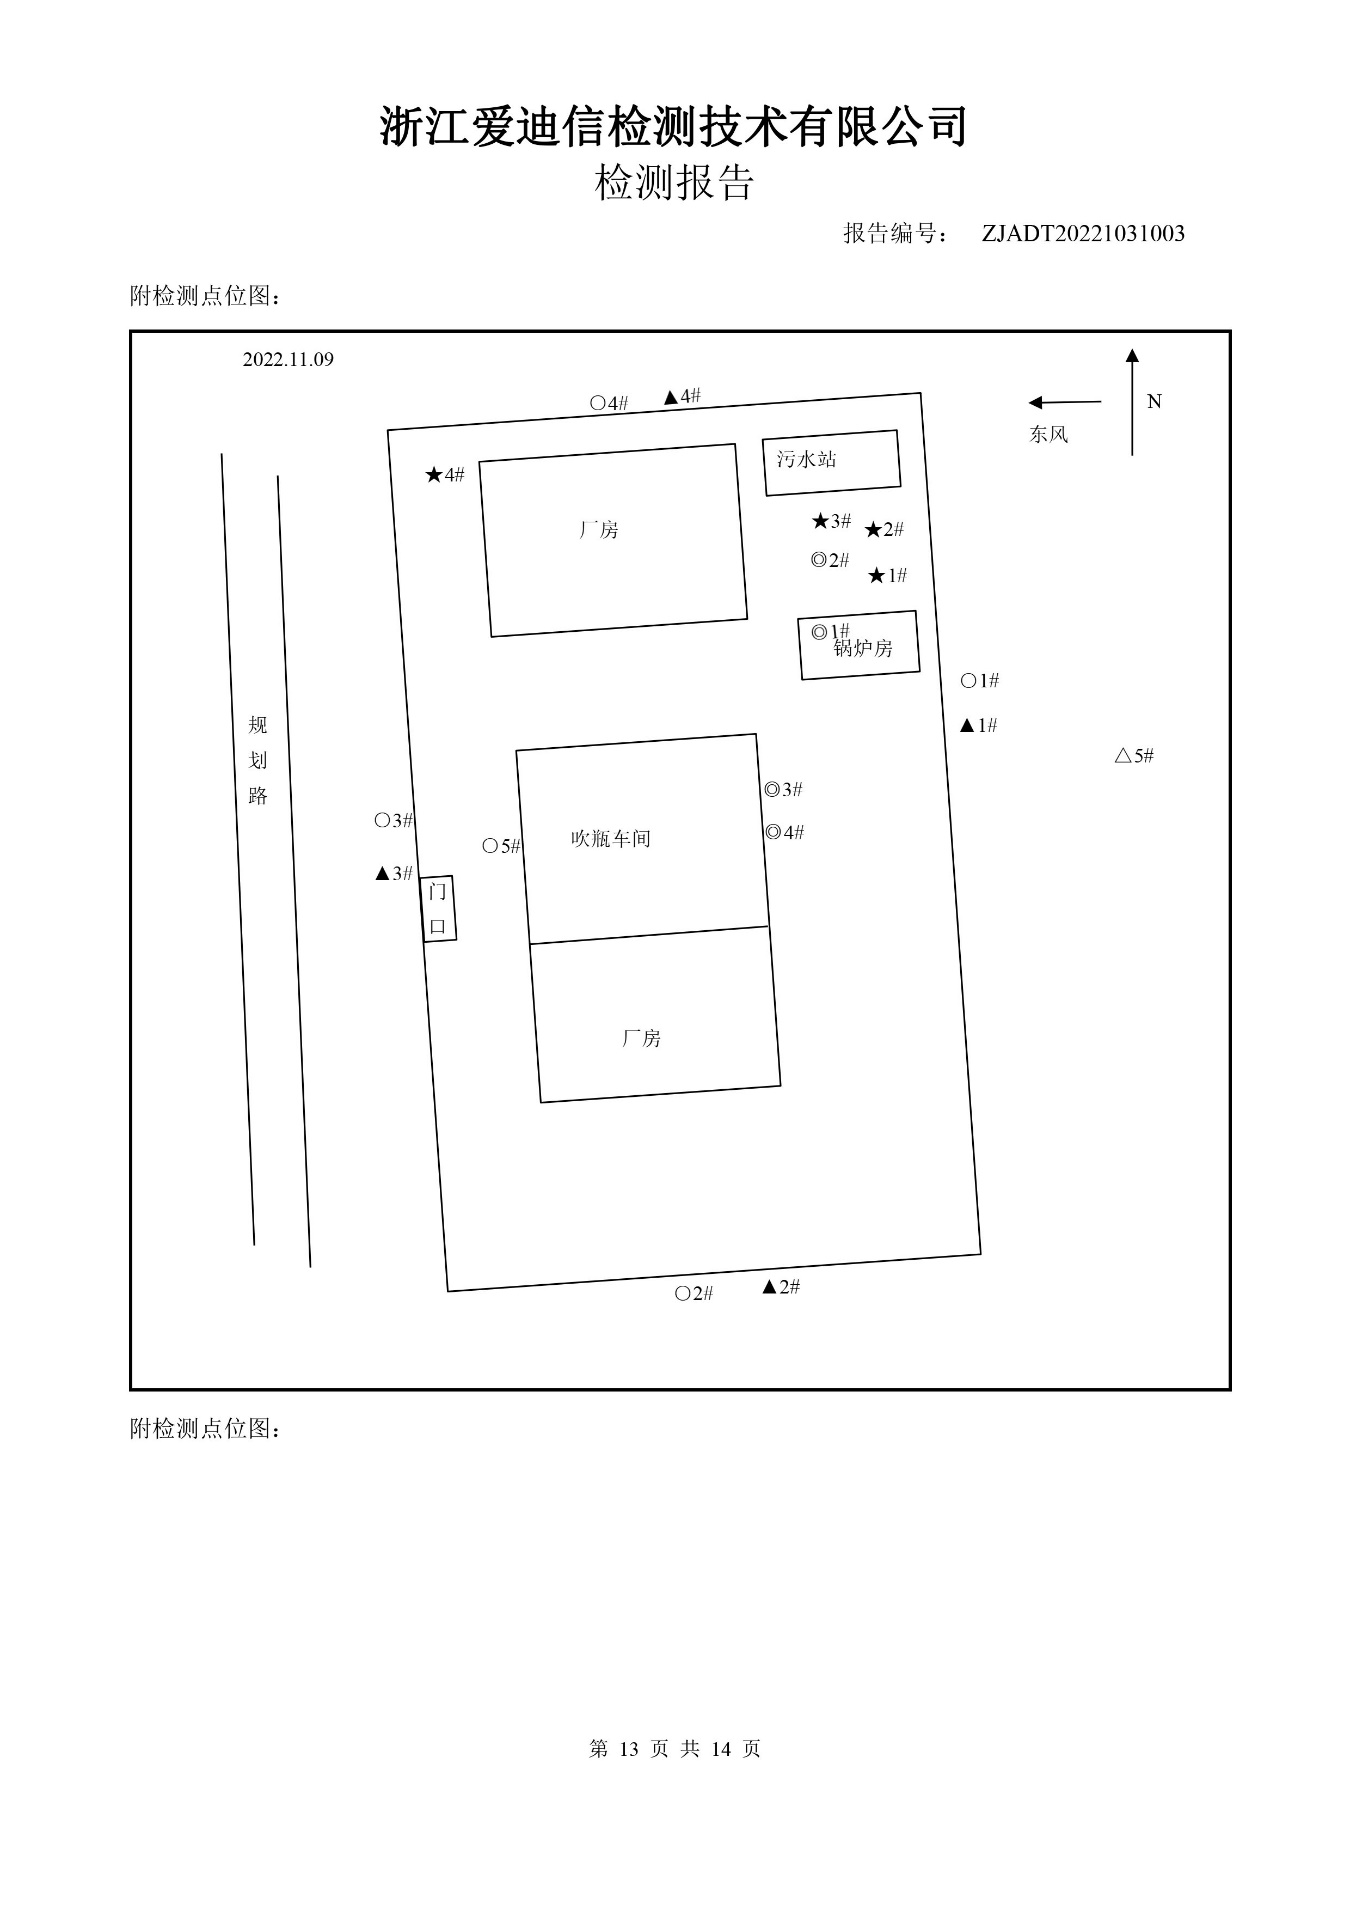 浙江爱迪信检测技术有限公司
检测报告
报告编号： ZJADT20221031003
附检测点位图：
2022.11.09
○4# ▲4#
N
东风
★4#
污水站
厂房
★3# ★2#
◎2#
★1#
◎1#
锅炉房
○1#
▲1#
△5#
规
划
路
◎3#
○3#
◎4#
○5#
吹瓶车间
▲3#
门
口
厂房
○2# ▲2#
附检测点位图：
第 13 页 共 14 页